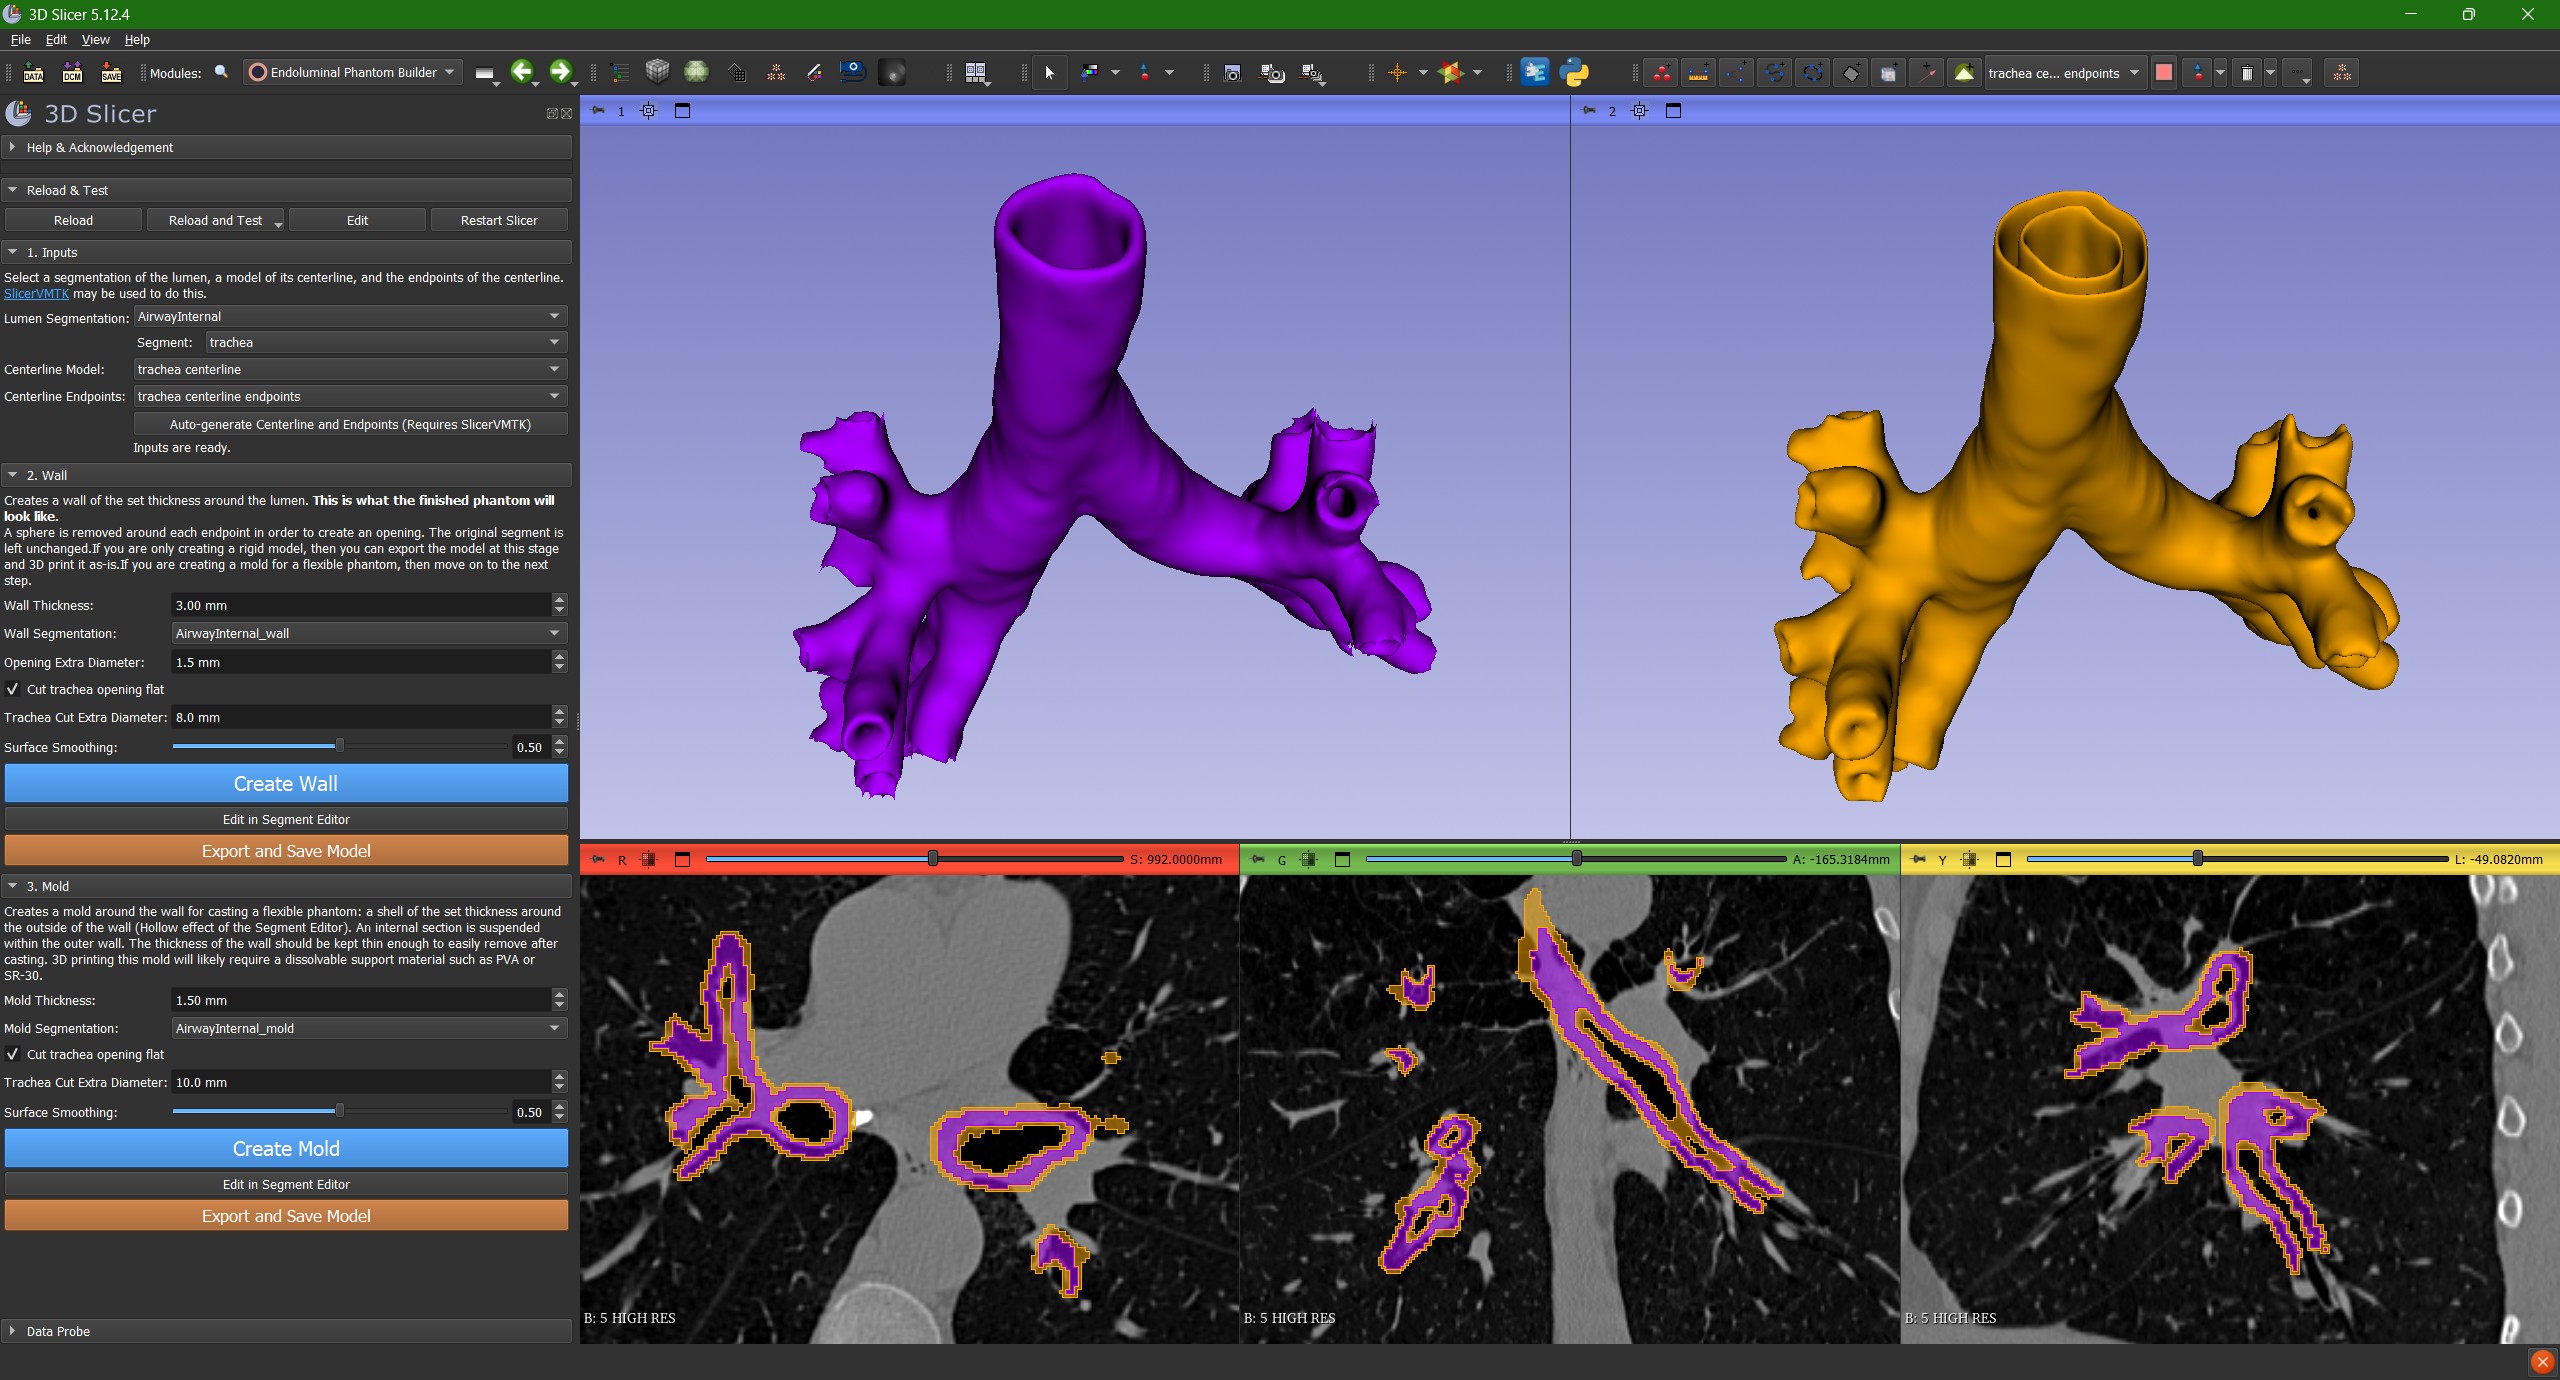 3D Slicer 5.12.4
File Edit View Help
DATA DCM SAVE Modules: Endoluminal Phantom Builder trachea ce... endpoints
3D Slicer
Help & Acknowledgement
Reload & Test
Reload Reload and Test Edit Restart Slicer
1. Inputs
Select a segmentation of the lumen, a model of its centerline, and the endpoints of the centerline.
SlicerVMTK may be used to do this.
Lumen Segmentation: AirwayInternal
Segment: trachea
Centerline Model: trachea centerline
Centerline Endpoints: trachea centerline endpoints
Auto-generate Centerline and Endpoints (Requires SlicerVMTK)
Inputs are ready.
2. Wall
Creates a wall of the set thickness around the lumen. This is what the finished phantom will
look like.
A sphere is removed around each endpoint in order to create an opening. The original segment is
left unchanged.If you are only creating a rigid model, then you can export the model at this stage
and 3D print it as-is.If you are creating a mold for a flexible phantom, then move on to the next
step.
Wall Thickness: 3.00 mm
Wall Segmentation: AirwayInternal_wall
Opening Extra Diameter: 1.5 mm
Cut trachea opening flat
Trachea Cut Extra Diameter: 8.0 mm
Surface Smoothing: 0.50
Create Wall
Edit in Segment Editor
Export and Save Model
3. Mold
Creates a mold around the wall for casting a flexible phantom: a shell of the set thickness around
the outside of the wall (Hollow effect of the Segment Editor). An internal section is suspended
within the outer wall. The thickness of the wall should be kept thin enough to easily remove after
casting. 3D printing this mold will likely require a dissolvable support material such as PVA or
SR-30.
Mold Thickness: 1.50 mm
Mold Segmentation: AirwayInternal_mold
Cut trachea opening flat
Trachea Cut Extra Diameter: 10.0 mm
Surface Smoothing: 0.50
Create Mold
Edit in Segment Editor
Export and Save Model
Data Probe
1
2
R S: 992.0000mm
G A: -165.3184mm
Y L: -49.0820mm
B: 5 HIGH RES
B: 5 HIGH RES
B: 5 HIGH RES